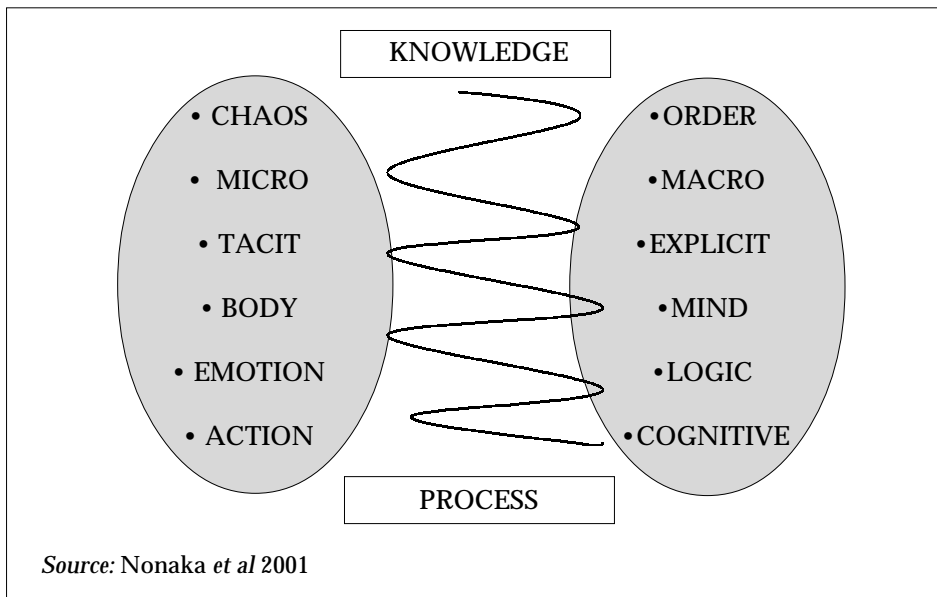 KNOWLEDGE
• CHAOS
• MICRO
• TACIT
• BODY
• EMOTION
• ACTION
•ORDER
•MACRO
•EXPLICIT
•MIND
•LOGIC
•COGNITIVE
PROCESS
Source: Nonaka et al 2001